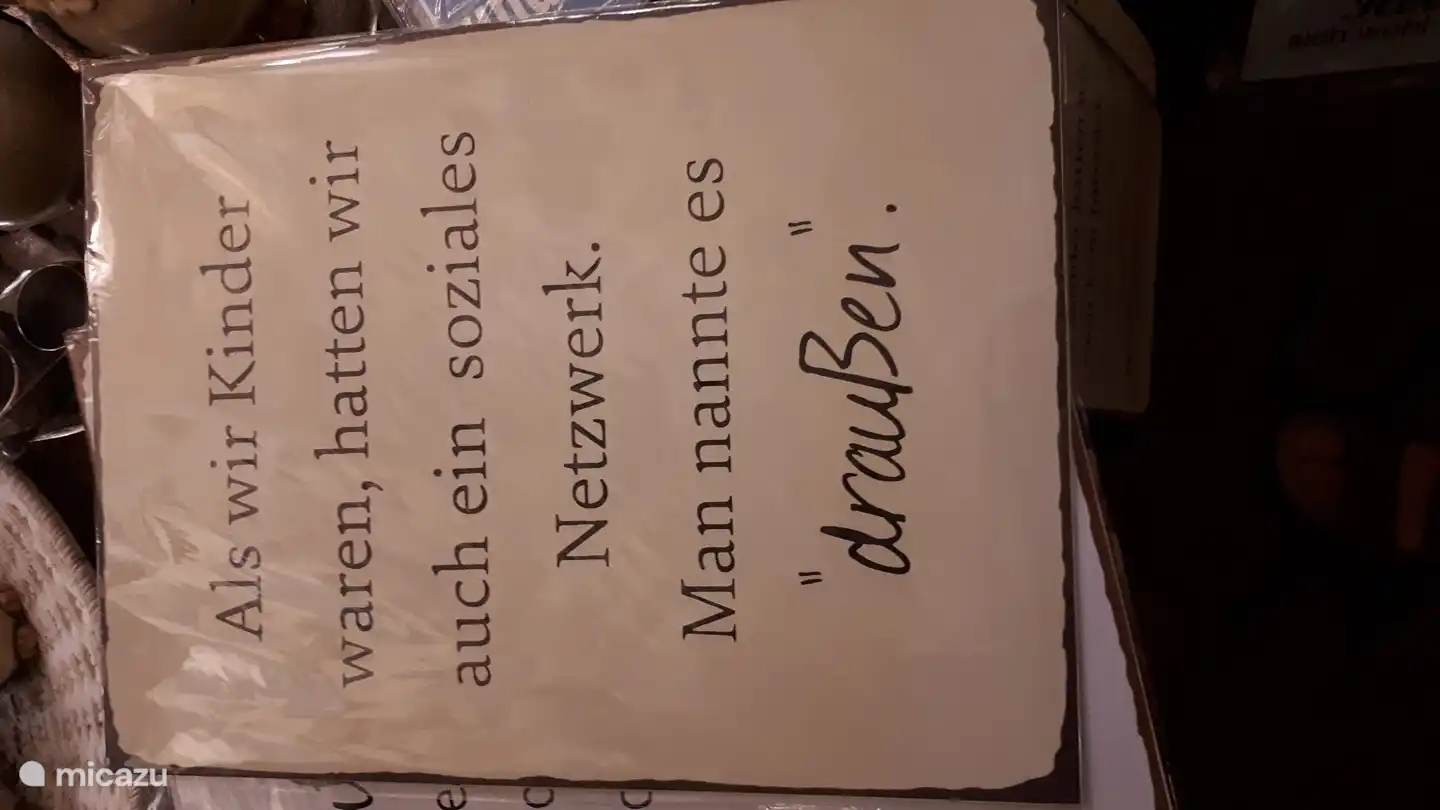 Als wir Kinder
waren, hatten wir
auch ein soziales
Netzwerk.
Man nannte es
"draußen".
micazu